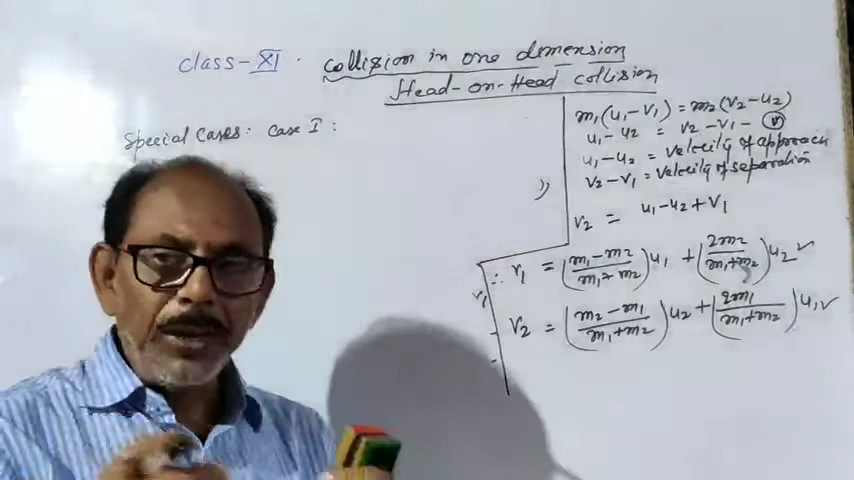 class-XI. collision in one dimension
Head-on-Head collision
Special Cases: Case I:
m₁(u₁-v₁) = m₂(v₂-u₂)
u₁-u₂ = v₂-v₁ - (v)
u₁-u₂ = velocity of approach
v₂-v₁ = velocity of separation
v₂ = u₁-u₂+v₁
∴ v₁ = (m₁-m₂/m₁+m₂)u₁ + (2m₂/m₁+m₂)u₂ ✓
v₂ = (m₂-m₁/m₁+m₂)u₂ + (2m₁/m₁+m₂)u₁ ✓